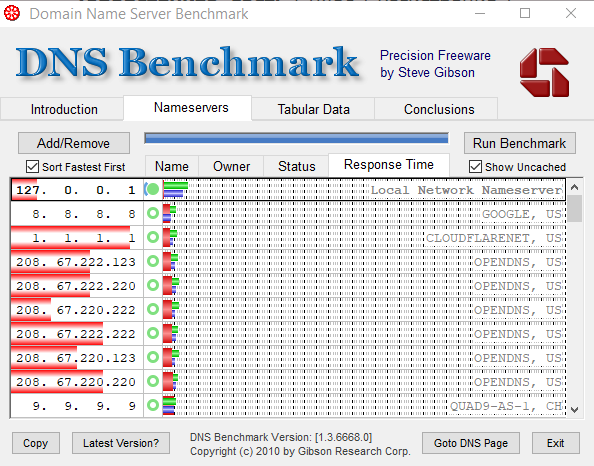 Domain Name Server Benchmark
DNS Benchmark
Precision Freeware
by Steve Gibson
Introduction Nameservers Tabular Data Conclusions
Add/Remove Run Benchmark
Sort Fastest First Name Owner Status Response Time Show Uncached
127. 0. 0. 1 Local Network Nameserver
8. 8. 8. 8 GOOGLE, US
1. 1. 1. 1 CLOUDFLARENET, US
208. 67.222.123 OPENDNS, US
208. 67.222.220 OPENDNS, US
208. 67.220.222 OPENDNS, US
208. 67.222.222 OPENDNS, US
208. 67.220.123 OPENDNS, US
208. 67.220.220 OPENDNS, US
9. 9. 9. 9 QUAD9-AS-1, CH
Copy Latest Version? DNS Benchmark Version: [1.3.6668.0] Goto DNS Page Exit
Copyright (c) 2010 by Gibson Research Corp.